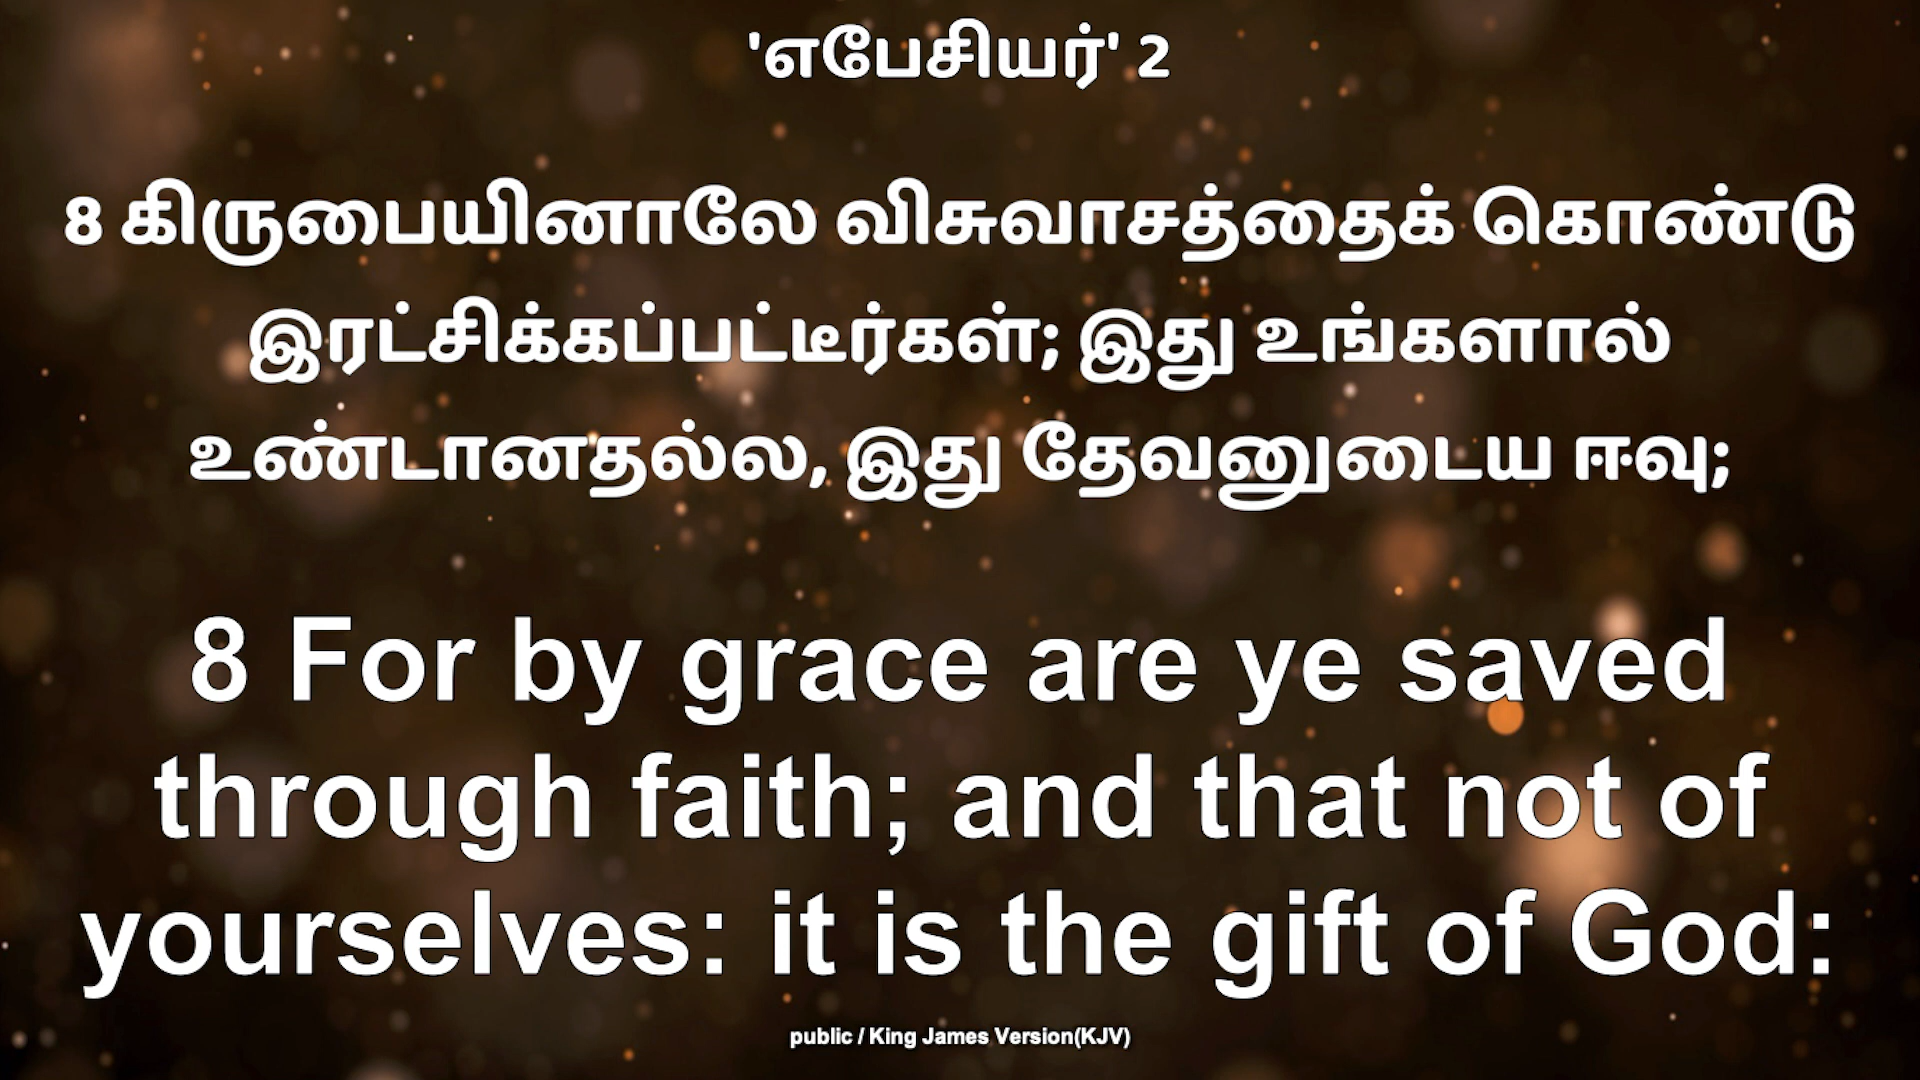 'எபேசியர்' 2
8 கிருபையினாலே விசுவாசத்தைக் கொண்டு
இரட்சிக்கப்பட்டீர்கள்; இது உங்களால்
உண்டானதல்ல, இது தேவனுடைய ஈவு;
8 For by grace are ye saved
through faith; and that not of
yourselves: it is the gift of God:
public / King James Version(KJV)